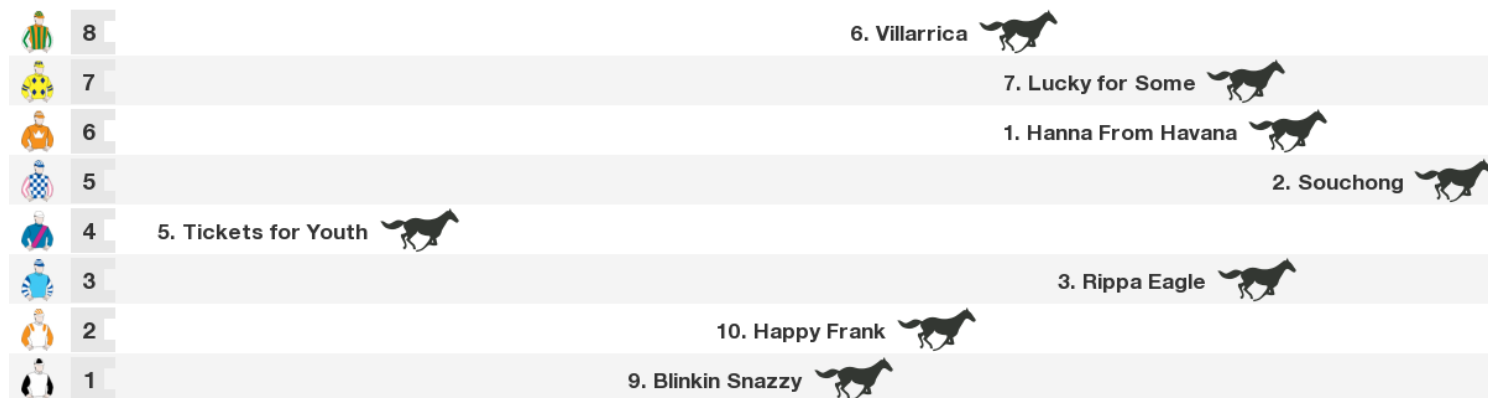 8 6. Villarrica
7 7. Lucky for Some
6 1. Hanna From Havana
5 2. Souchong
4 5. Tickets for Youth
3 3. Rippa Eagle
2 10. Happy Frank
1 9. Blinkin Snazzy